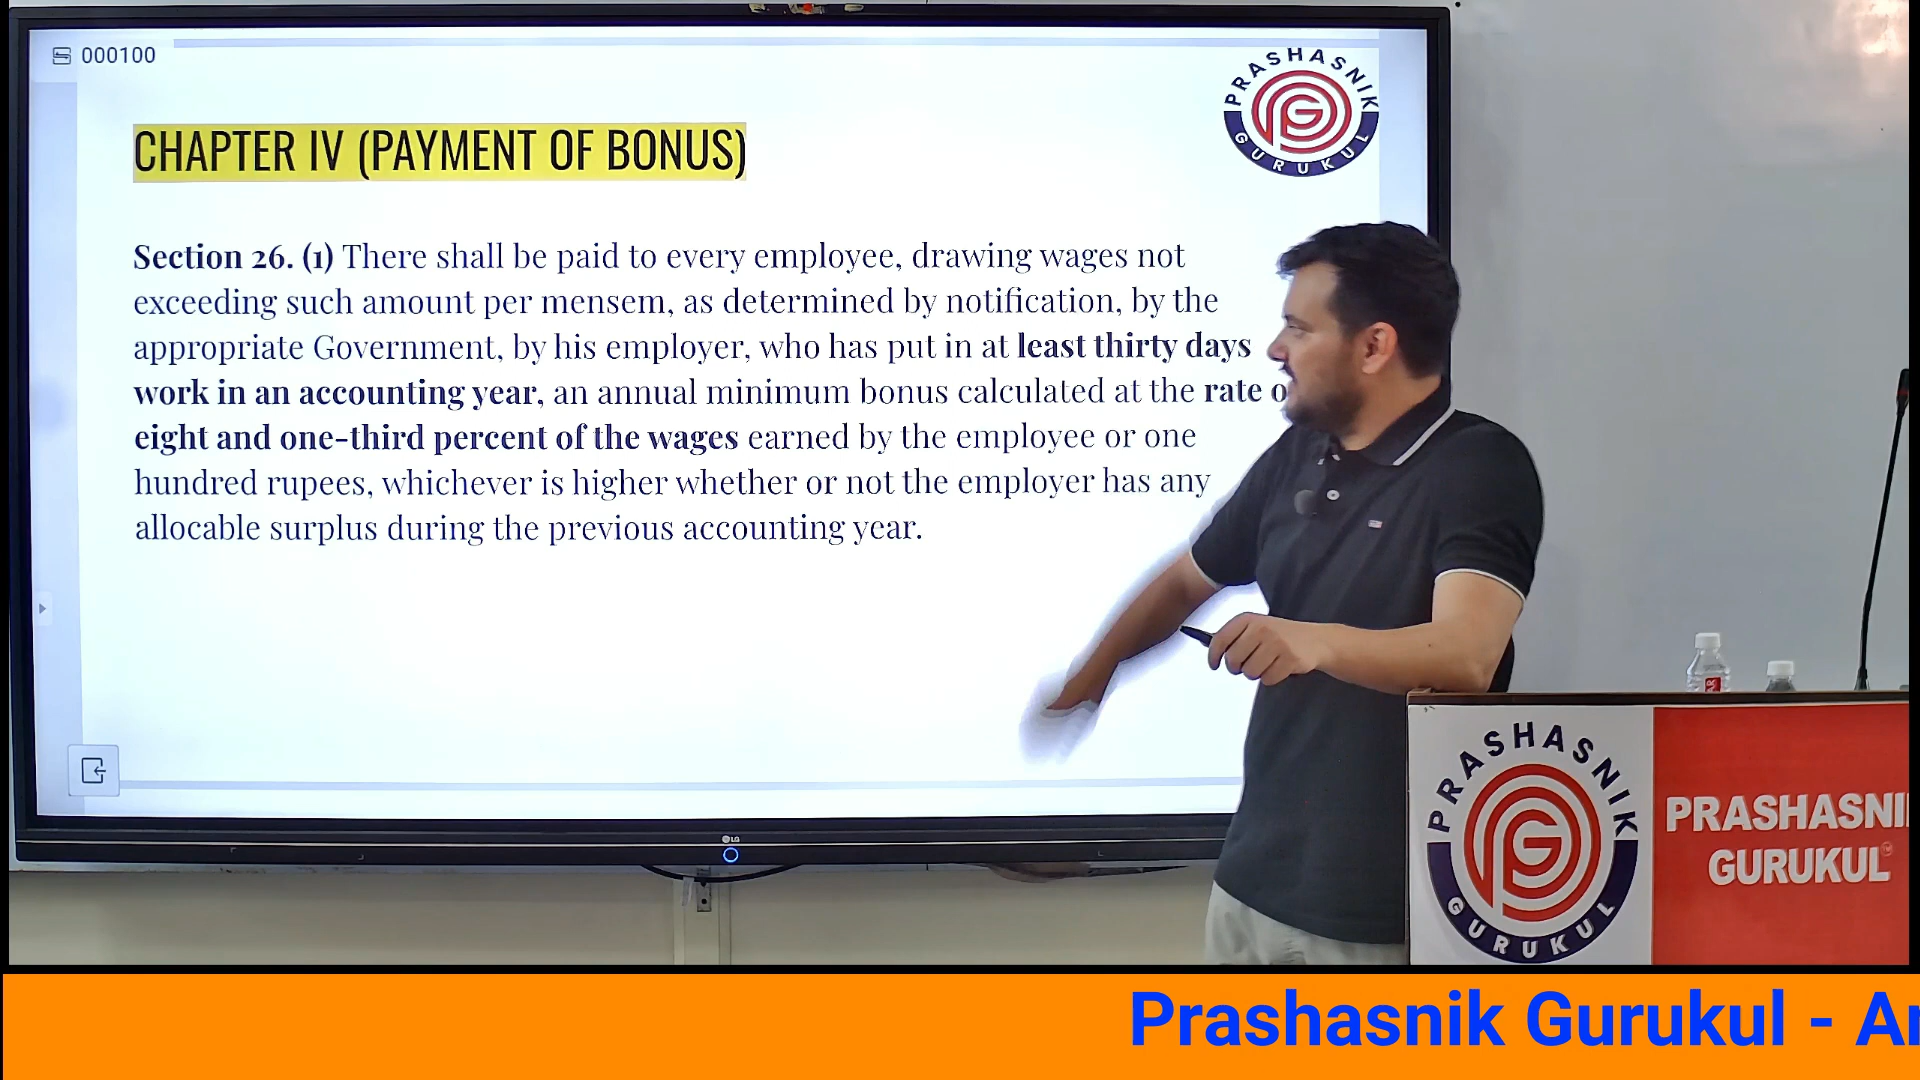 000100
PRASHASNIK
GURUKUL
CHAPTER IV (PAYMENT OF BONUS)
Section 26. (1) There shall be paid to every employee, drawing wages not
exceeding such amount per mensem, as determined by notification, by the
appropriate Government, by his employer, who has put in at least thirty days
work in an accounting year, an annual minimum bonus calculated at the rate o
eight and one-third percent of the wages earned by the employee or one
hundred rupees, whichever is higher whether or not the employer has any
allocable surplus during the previous accounting year.
LG
PRASHASNIK
GURUKUL
PRASHASNI
GURUKUL
Prashasnik Gurukul - Ar